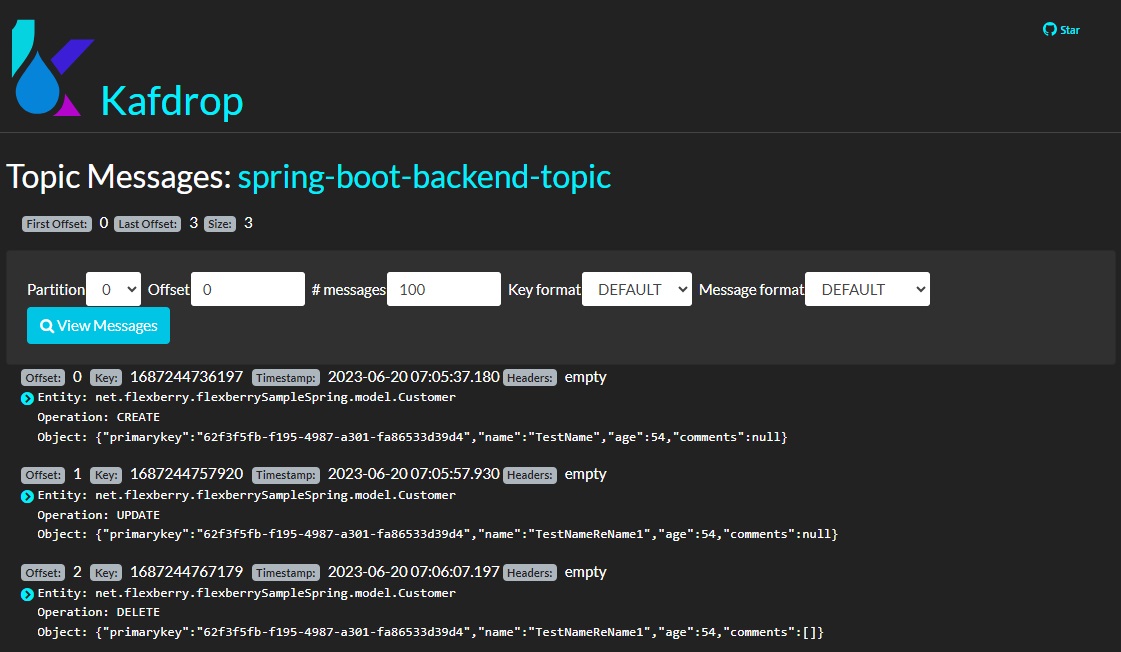 Star
Kafdrop
Topic Messages: spring-boot-backend-topic
First Offset: 0 Last Offset: 3 Size: 3
Partition 0 Offset 0 # messages 100 Key format DEFAULT Message format DEFAULT
View Messages
Offset: 0 Key: 1687244736197 Timestamp: 2023-06-20 07:05:37.180 Headers: empty
Entity: net.flexberry.flexberrySampleSpring.model.Customer
Operation: CREATE
Object: {"primarykey":"62f3f5fb-f195-4987-a301-fa86533d39d4","name":"TestName","age":54,"comments":null}
Offset: 1 Key: 1687244757920 Timestamp: 2023-06-20 07:05:57.930 Headers: empty
Entity: net.flexberry.flexberrySampleSpring.model.Customer
Operation: UPDATE
Object: {"primarykey":"62f3f5fb-f195-4987-a301-fa86533d39d4","name":"TestNameReName1","age":54,"comments":null}
Offset: 2 Key: 1687244767179 Timestamp: 2023-06-20 07:06:07.197 Headers: empty
Entity: net.flexberry.flexberrySampleSpring.model.Customer
Operation: DELETE
Object: {"primarykey":"62f3f5fb-f195-4987-a301-fa86533d39d4","name":"TestNameReName1","age":54,"comments":[]}